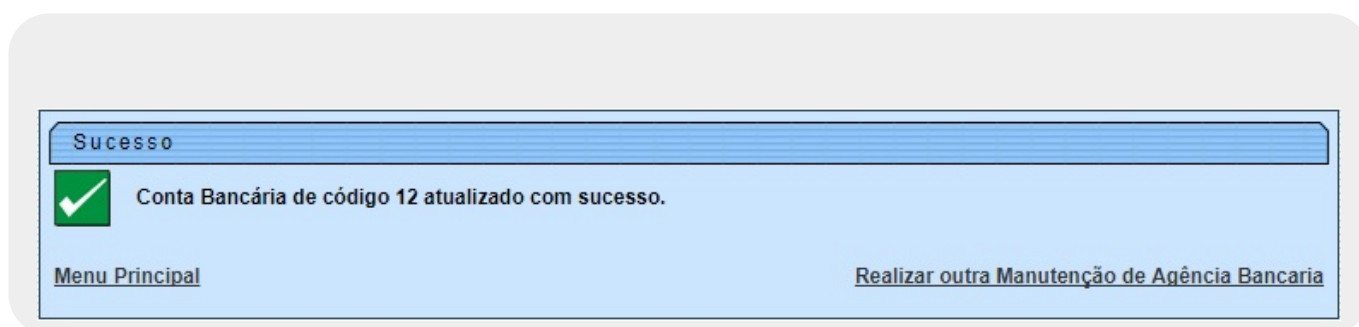 Sucesso
Conta Bancária de código 12 atualizado com sucesso.
Menu Principal Realizar outra Manutenção de Agência Bancaria